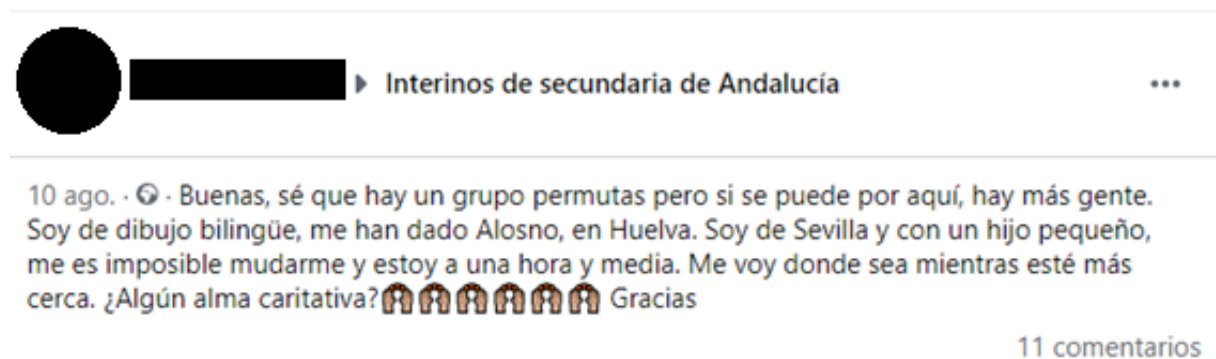 Interinos de secundaria de Andalucía
10 ago. · Buenas, sé que hay un grupo permutas pero si se puede por aquí, hay más gente.
Soy de dibujo bilingüe, me han dado Alosno, en Huelva. Soy de Sevilla y con un hijo pequeño,
me es imposible mudarme y estoy a una hora y media. Me voy donde sea mientras esté más
cerca. ¿Algún alma caritativa? Gracias
11 comentarios